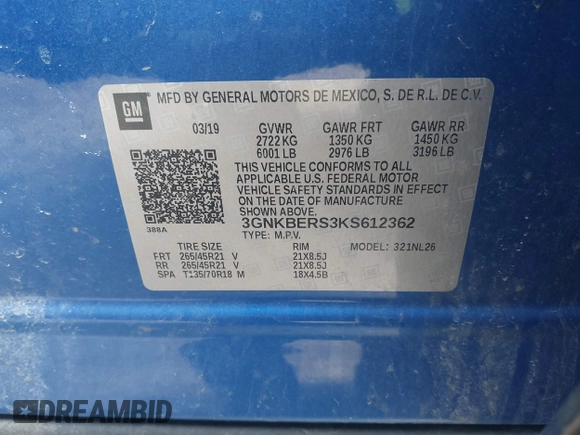 GM
MFD BY GENERAL MOTORS DE MEXICO, S. DE R.L. DE C.V.
03/19 GVWR GAWR FRT GAWR RR
2722 KG 1350 KG 1450 KG
6001 LB 2976 LB 3196 LB
THIS VEHICLE CONFORMS TO ALL
APPLICABLE U.S. FEDERAL MOTOR
VEHICLE SAFETY STANDARDS IN EFFECT
ON THE DATE OF MANUFACTURE
SHOWN ABOVE.
388A
3GNKBERS3KS612362
TYPE: M.P.V. MODEL: 321NL26
TIRE SIZE RIM
FRT 265/45R21 V 21X8.5J
RR 265/45R21 V 21X8.5J
SPA T135/70R18 M 18X4.5B
DREAMBID